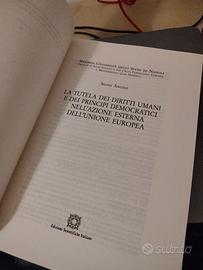 SECONDA UNIVERSITÀ DEGLI STUDI DI NAPOLI
LA TUTELA DEI DIRITTI UMANI
E DEI PRINCIPI DEMOCRATICI
NELL'AZIONE ESTERNA
DELL'UNIONE EUROPEA
Edizioni Scientifiche Italiane
subito